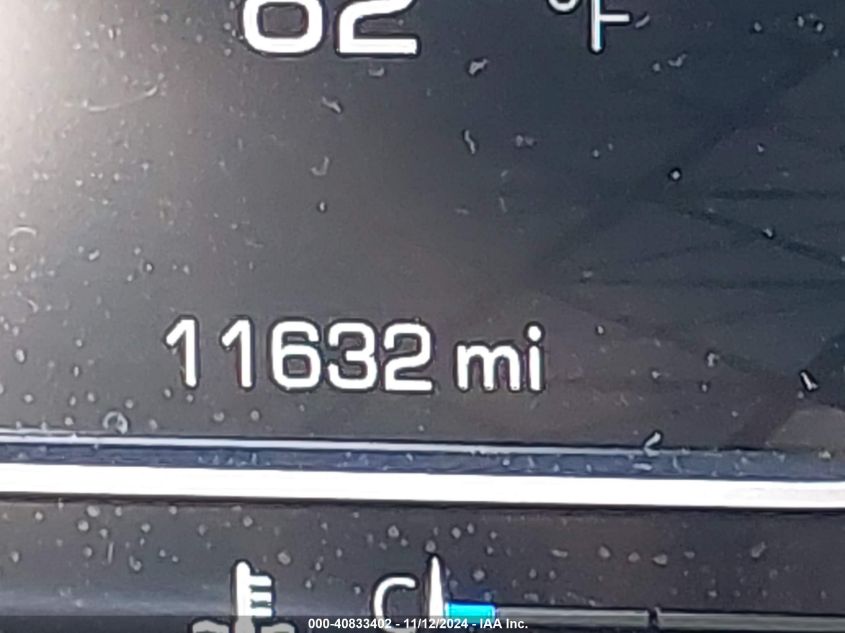 °F
11632 mi
C
000-40833402 - 11/12/2024 - IAA Inc.